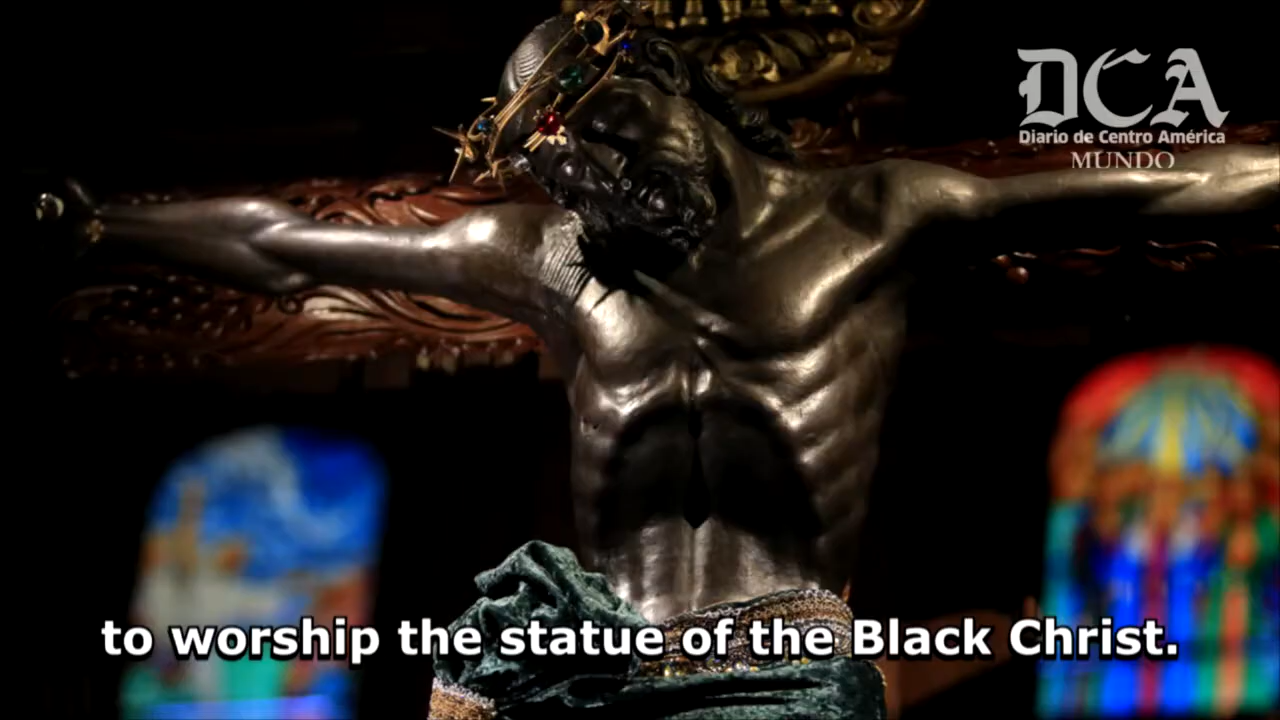 DCA
Diario de Centro América
MUNDO
to worship the statue of the Black Christ.